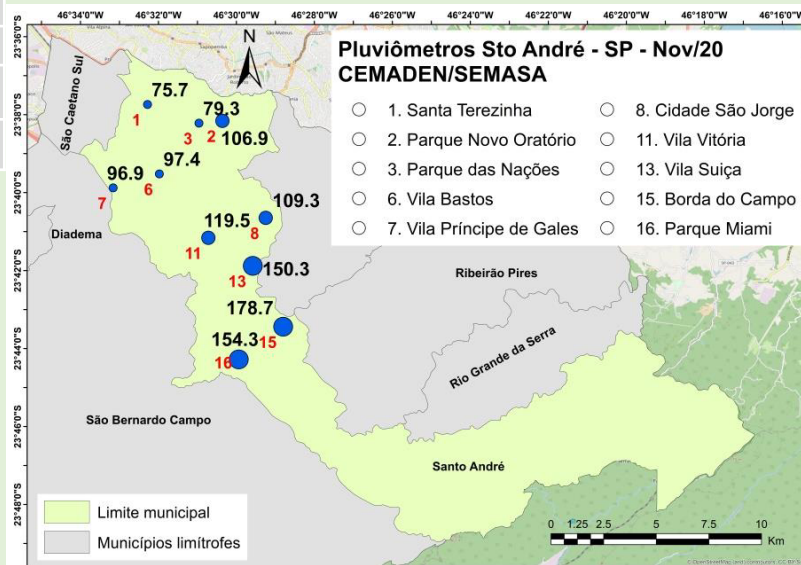 46°34'0"W 46°32'0"W 46°30'0"W 46°28'0"W 46°26'0"W 46°24'0"W 46°22'0"W 46°20'0"W 46°18'0"W 46°16'0"W
23°36'0"S
23°38'0"S
23°40'0"S
23°42'0"S
23°44'0"S
23°46'0"S
23°48'0"S
N
Pluviômetros Sto André - SP - Nov/20
CEMADEN/SEMASA
1. Santa Terezinha
2. Parque Novo Oratório
3. Parque das Nações
6. Vila Bastos
7. Vila Príncipe de Gales
8. Cidade São Jorge
11. Vila Vitória
13. Vila Suiça
15. Borda do Campo
16. Parque Miami
São Caetano Sul
75.7
1
79.3
3
2
106.9
97.4
6
96.9
7
109.3
8
119.5
11
Diadema
150.3
13
Ribeirão Pires
178.7
15
154.3
16
Rio Grande da Serra
São Bernardo Campo
Santo André
Limite municipal
Municípios limítrofes
0 1.25 2.5 5 7.5 10
Km